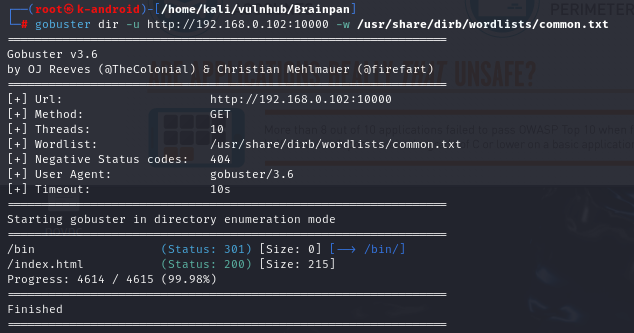 ┌──(root㉿k-android)-[/home/kali/vulnhub/Brainpan]
└─# gobuster dir -u http://192.168.0.102:10000 -w /usr/share/dirb/wordlists/common.txt
===============================================================
Gobuster v3.6
by OJ Reeves (@TheColonial) & Christian Mehlmauer (@firefart)
===============================================================
[+] Url: http://192.168.0.102:10000
[+] Method: GET
[+] Threads: 10
[+] Wordlist: /usr/share/dirb/wordlists/common.txt
[+] Negative Status codes: 404
[+] User Agent: gobuster/3.6
[+] Timeout: 10s
===============================================================
Starting gobuster in directory enumeration mode
===============================================================
/bin (Status: 301) [Size: 0] [--> /bin/]
/index.html (Status: 200) [Size: 215]
Progress: 4614 / 4615 (99.98%)
===============================================================
Finished
===============================================================